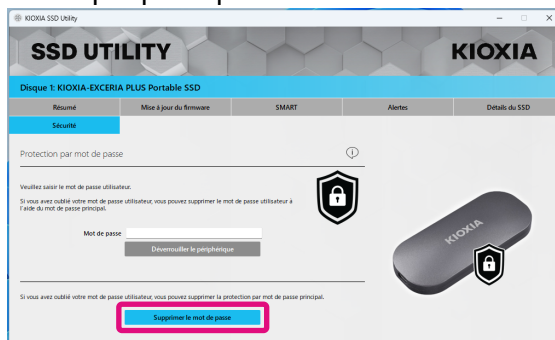 KIOXIA SSD Utility
SSD UTILITY
KIOXIA
Disque 1: KIOXIA-EXCERIA PLUS Portable SSD
Résumé
Mise à jour du firmware
SMART
Alertes
Détails du SSD
Sécurité
Protection par mot de passe
Veuillez saisir le mot de passe utilisateur.
Si vous avez oublié votre mot de passe utilisateur, vous pouvez supprimer le mot de passe utilisateur à
l'aide du mot de passe principal.
Mot de passe
Déverrouiller le périphérique
KIOXIA
Si vous avez oublié votre mot de passe utilisateur, vous pouvez supprimer la protection par mot de passe principal.
Supprimer le mot de passe